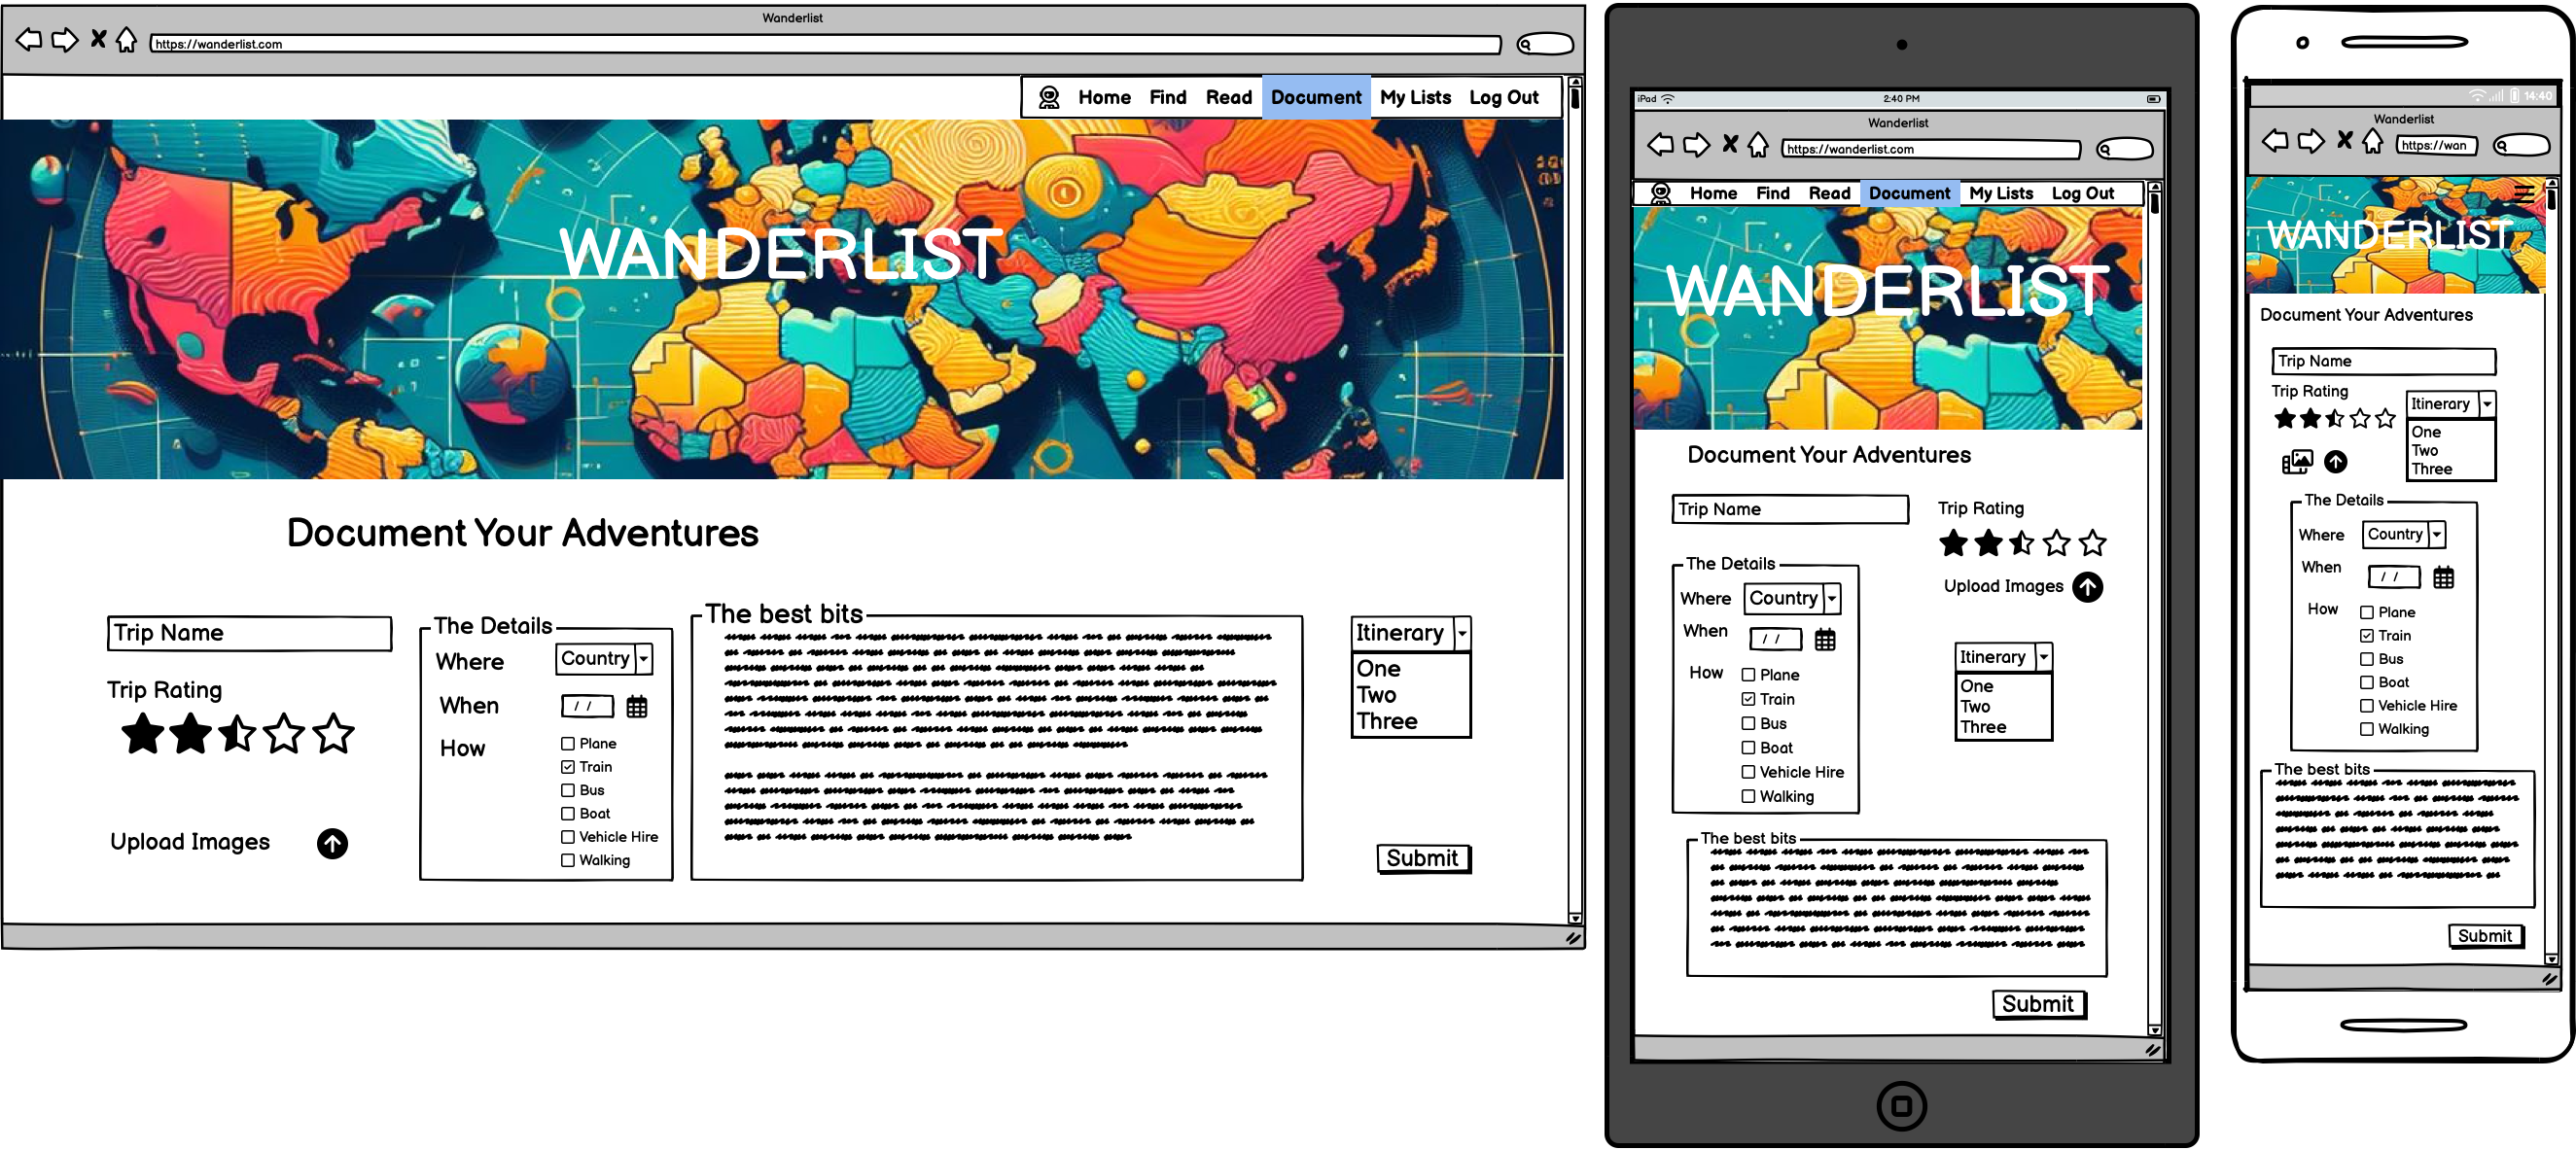 Wanderlist
https://wanderlist.com
Home Find Read Document My Lists Log Out
WANDERLIST
Document Your Adventures
Trip Name
Trip Rating
Upload Images
The Details
Where Country
When / /
How
Plane
Train
Bus
Boat
Vehicle Hire
Walking
The best bits
Itinerary
One
Two
Three
Submit
iPad 2:40 PM
Wanderlist
https://wanderlist.com
Home Find Read Document My Lists Log Out
WANDERLIST
Document Your Adventures
Trip Name
Trip Rating
Upload Images
The Details
Where Country
When / /
How
Plane
Train
Bus
Boat
Vehicle Hire
Walking
Itinerary
One
Two
Three
The best bits
Submit
14:40
Wanderlist
https://wan
WANDERLIST
Document Your Adventures
Trip Name
Trip Rating
Itinerary
One
Two
Three
The Details
Where Country
When / /
How
Plane
Train
Bus
Boat
Vehicle Hire
Walking
The best bits
Submit